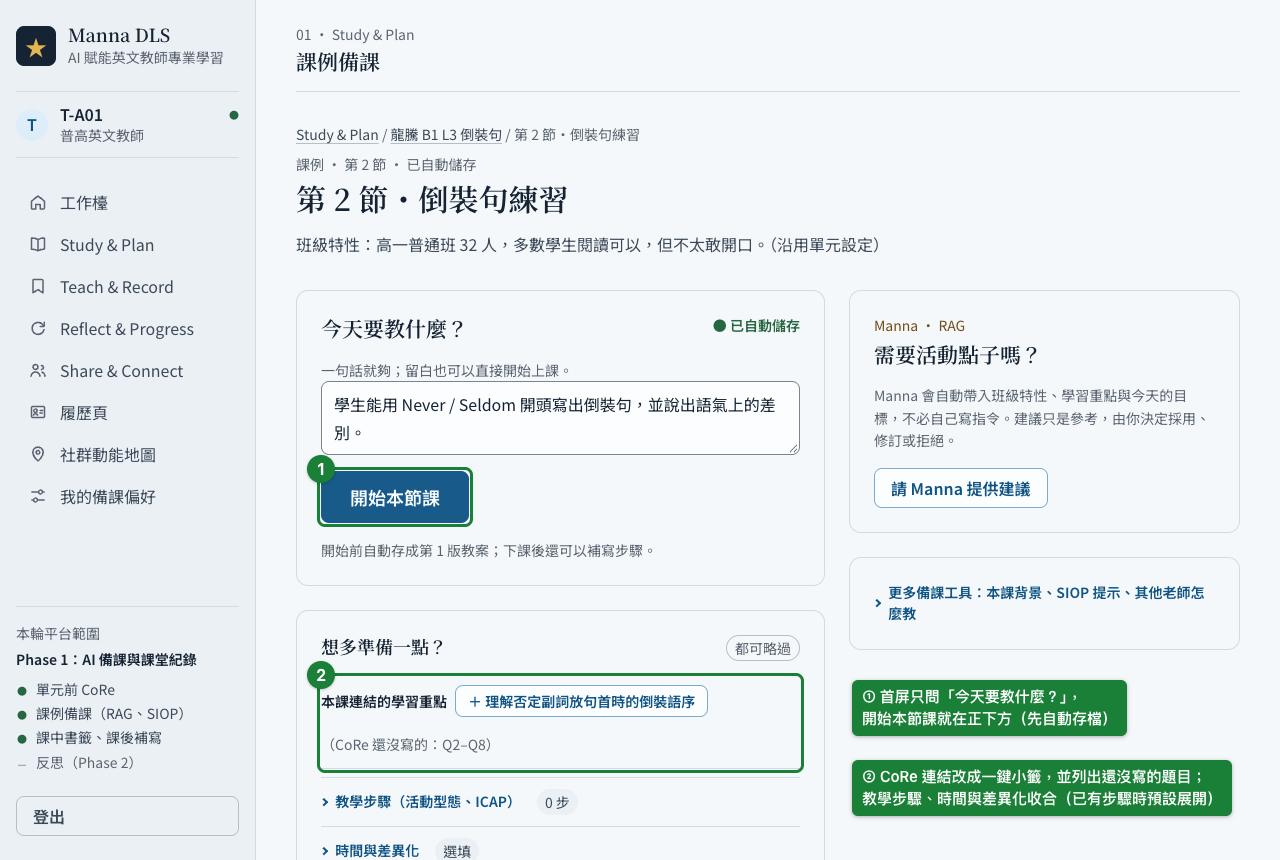 Manna DLS
AI 賦能英文教師專業學習
T
T-A01
普高英文教師
工作檯
Study & Plan
Teach & Record
Reflect & Progress
Share & Connect
履歷頁
社群動能地圖
我的備課偏好
本輪平台範圍
Phase 1：AI 備課與課堂紀錄
單元前 CoRe
課例備課（RAG、SIOP）
課中書籤、課後補寫
– 反思（Phase 2）
登出
01 · Study & Plan
課例備課
Study & Plan / 龍騰 B1 L3 倒裝句 / 第 2 節・倒裝句練習
課例 · 第 2 節 · 已自動儲存
第 2 節・倒裝句練習
班級特性：高一普通班 32 人，多數學生閱讀可以，但不太敢開口。（沿用單元設定）
今天要教什麼？
已自動儲存
一句話就夠；留白也可以直接開始上課。
學生能用 Never / Seldom 開頭寫出倒裝句，並說出語氣上的差
別。
1
開始本節課
開始前自動存成第 1 版教案；下課後還可以補寫步驟。
想多準備一點？
都可略過
2
本課連結的學習重點
＋ 理解否定副詞放句首時的倒裝語序
（CoRe 還沒寫的：Q2–Q8）
教學步驟（活動型態、ICAP）
0 步
時間與差異化
選填
Manna · RAG
需要活動點子嗎？
Manna 會自動帶入班級特性、學習重點與今天的目
標，不必自己寫指令。建議只是參考，由你決定採用、
修訂或拒絕。
請 Manna 提供建議
更多備課工具：本課背景、SIOP 提示、其他老師怎
麼教
① 首屏只問「今天要教什麼？」，
開始本節課就在正下方（先自動存檔）
② CoRe 連結改成一鍵小籤，並列出還沒寫的題目；
教學步驟、時間與差異化收合（已有步驟時預設展開）